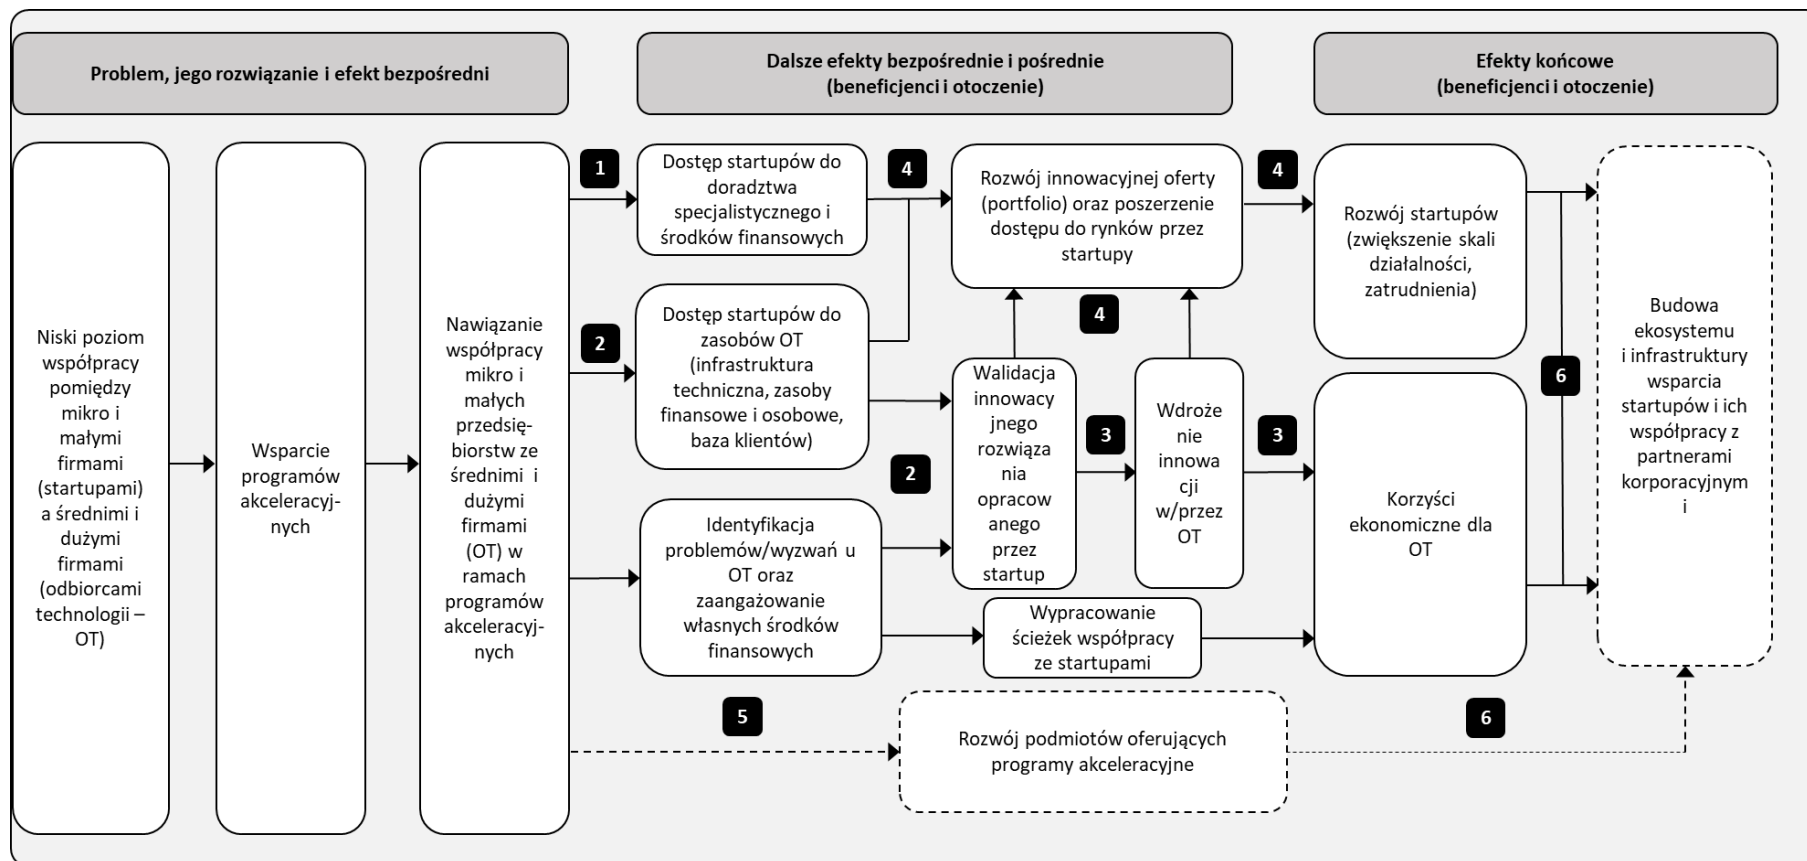 Problem, jego rozwiązanie i efekt bezpośredni
Dalsze efekty bezpośrednie i pośrednie
(beneficjenci i otoczenie)
Efekty końcowe
(beneficjenci i otoczenie)
Niski poziom
współpracy
pomiędzy
mikro i
małymi
firmami
(startupami)
a średnimi i
dużymi
firmami
(odbiorcami
technologii –
OT)
Wsparcie
programów
akceleracyj-
nych
Nawiązanie
współpracy
mikro i
małych
przedsię-
biorstw ze
średnimi i
dużymi
firmami
(OT) w
ramach
programów
akceleracyj-
nych
1
Dostęp startupów do
doradztwa
specjalistycznego i
środków finansowych
4
Rozwój innowacyjnej oferty
(portfolio) oraz poszerzenie
dostępu do rynków przez
startupy
4
Rozwój startupów
(zwiększenie skali
działalności,
zatrudnienia)
2
Dostęp startupów do
zasobów OT
(infrastruktura
techniczna, zasoby
finansowe i osobowe,
baza klientów)
4
2
Walidacja
innowacy
jnego
rozwiąza
nia
opracow
anego
przez
startup
3
Wdroże
nie
innowa
cji
w/przez
OT
3
Korzyści
ekonomiczne dla
OT
6
Budowa
ekosystemu
i infrastruktury
wsparcia
startupów i ich
współpracy z
partnerami
korporacyjnym
i
Identyfikacja
problemów/wyzwań u
OT oraz
zaangażowanie
własnych środków
finansowych
Wypracowanie
ścieżek współpracy
ze startupami
5
Rozwój podmiotów oferujących
programy akceleracyjne
6